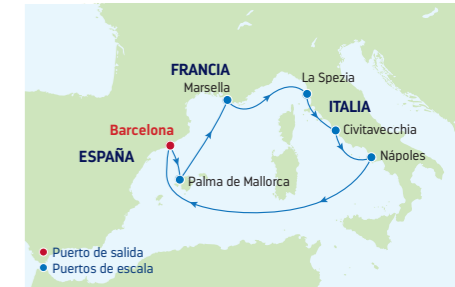 FRANCIA
Marsella
La Spezia
ITALIA
Civitavecchia
Barcelona
ESPAÑA
Nápoles
Palma de Mallorca
Puerto de salida
Puertos de escala